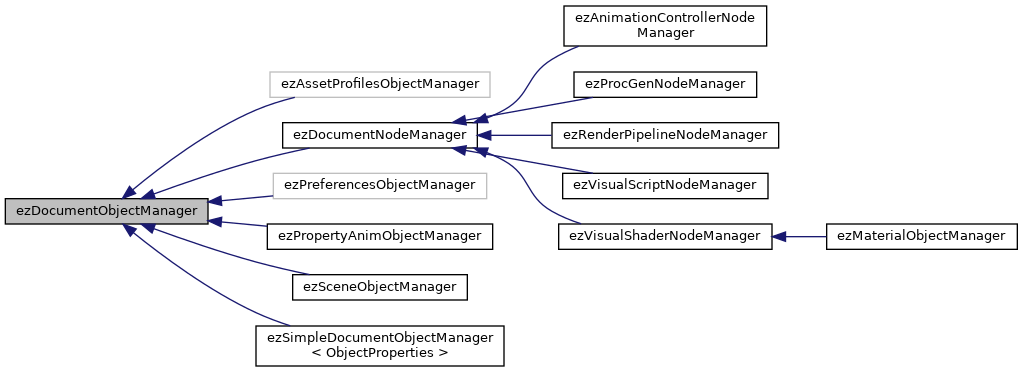 ezAnimationControllerNode
Manager
ezAssetProfilesObjectManager
ezProcGenNodeManager
ezDocumentNodeManager
ezRenderPipelineNodeManager
ezPreferencesObjectManager
ezVisualScriptNodeManager
ezDocumentObjectManager
ezPropertyAnimObjectManager
ezVisualShaderNodeManager
ezMaterialObjectManager
ezSceneObjectManager
ezSimpleDocumentObjectManager
< ObjectProperties >